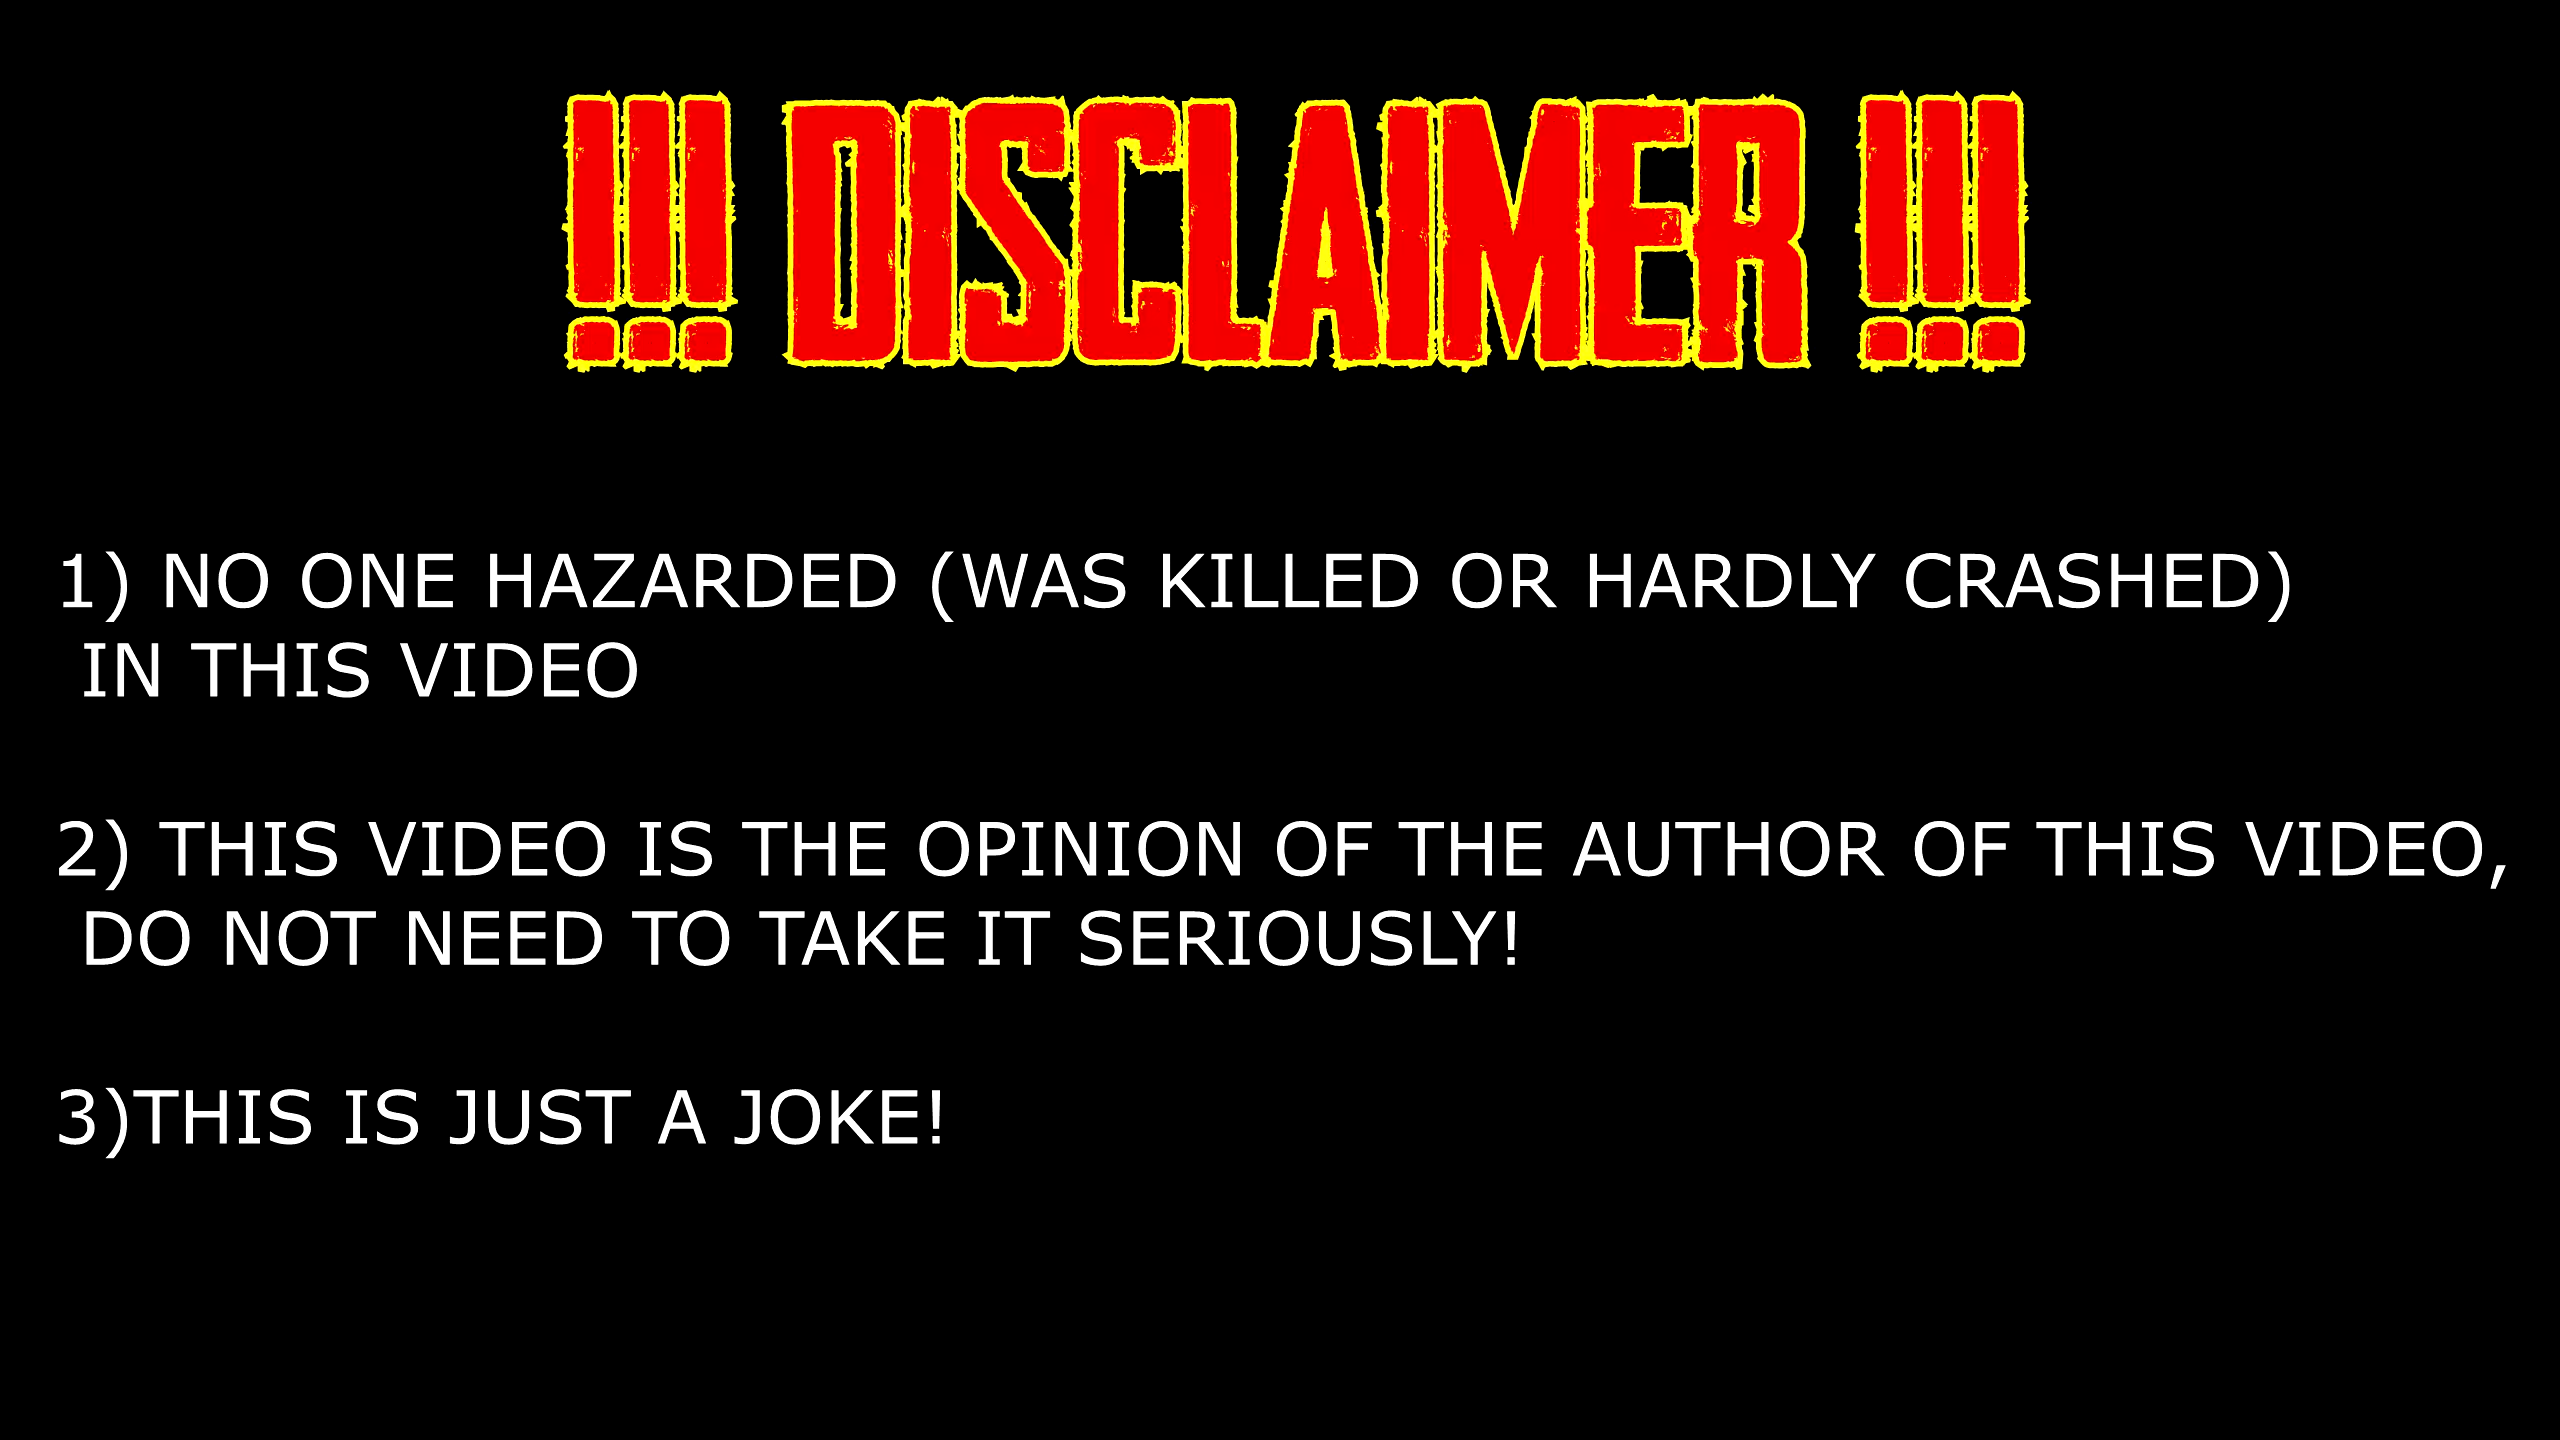 !!! DISCLAIMER !!!
1) NO ONE HAZARDED (WAS KILLED OR HARDLY CRASHED)
IN THIS VIDEO
2) THIS VIDEO IS THE OPINION OF THE AUTHOR OF THIS VIDEO,
DO NOT NEED TO TAKE IT SERIOUSLY!
3)THIS IS JUST A JOKE!